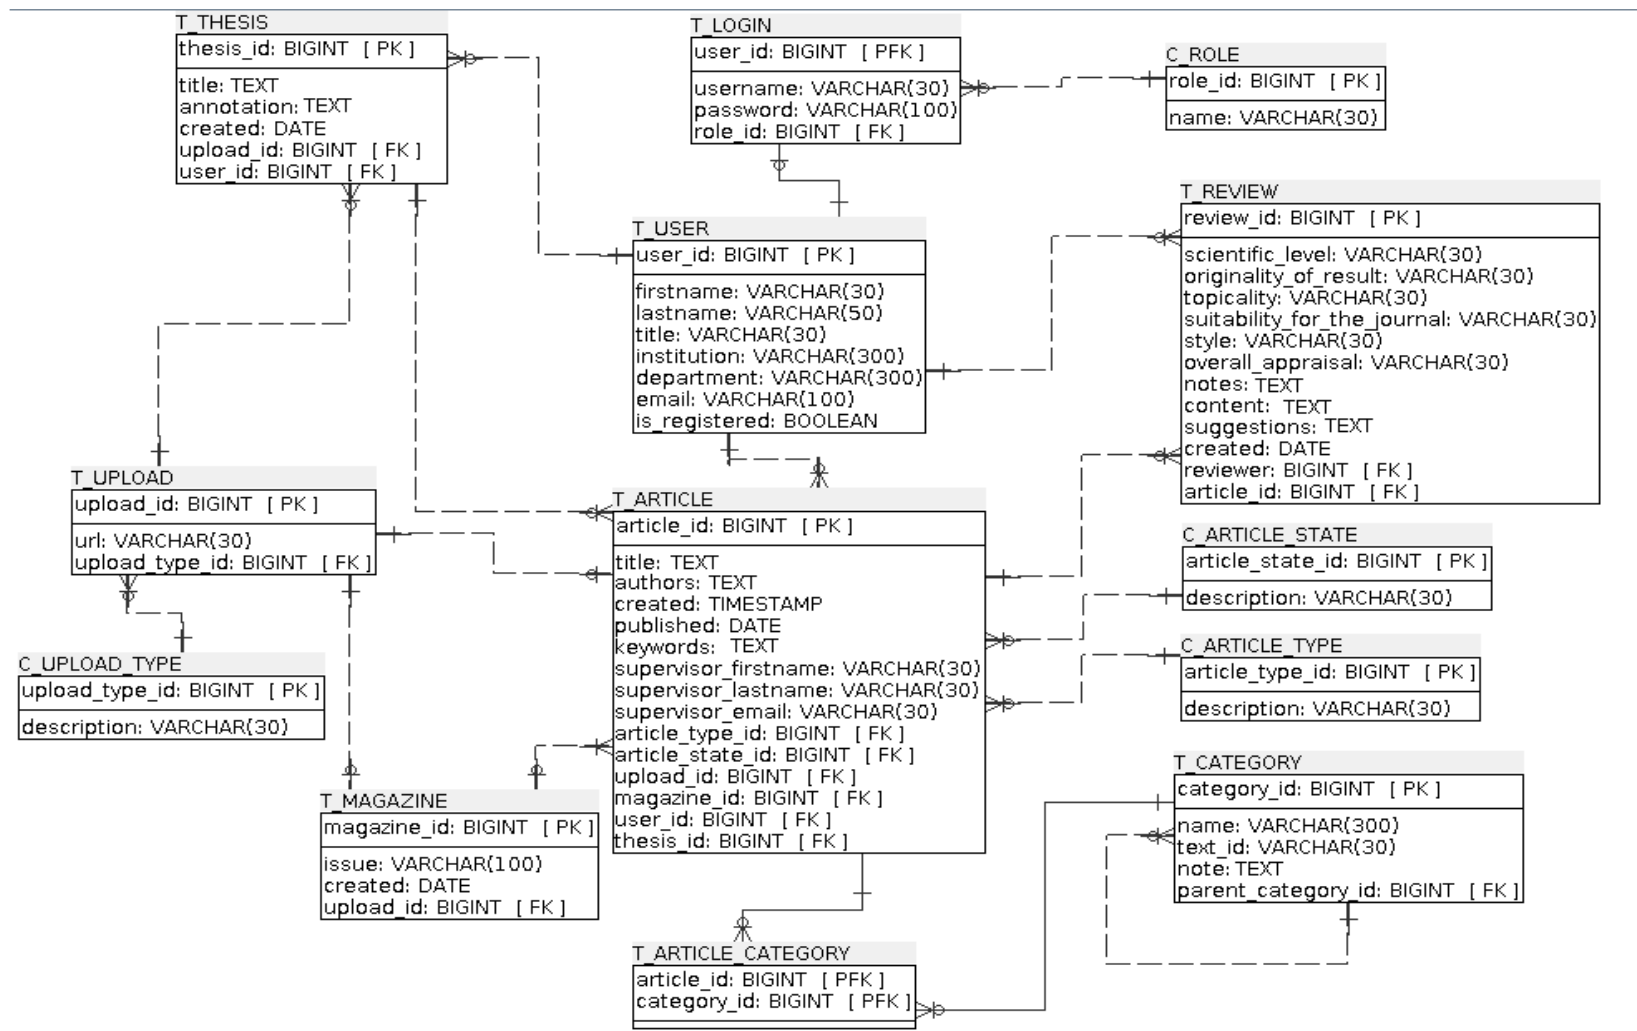 T_THESIS
thesis_id: BIGINT [ PK ]
title: TEXT
annotation: TEXT
created: DATE
upload_id: BIGINT [ FK ]
user_id: BIGINT [ FK ]
T_LOGIN
user_id: BIGINT [ PFK ]
username: VARCHAR(30)
password: VARCHAR(100)
role_id: BIGINT [ FK ]
C_ROLE
role_id: BIGINT [ PK ]
name: VARCHAR(30)
T_USER
user_id: BIGINT [ PK ]
firstname: VARCHAR(30)
lastname: VARCHAR(50)
title: VARCHAR(30)
institution: VARCHAR(300)
department: VARCHAR(300)
email: VARCHAR(100)
is_registered: BOOLEAN
T_REVIEW
review_id: BIGINT [ PK ]
scientific_level: VARCHAR(30)
originality_of_result: VARCHAR(30)
topicality: VARCHAR(30)
suitability_for_the_journal: VARCHAR(30)
style: VARCHAR(30)
overall_appraisal: VARCHAR(30)
notes: TEXT
content: TEXT
suggestions: TEXT
created: DATE
reviewer: BIGINT [ FK ]
article_id: BIGINT [ FK ]
T_UPLOAD
upload_id: BIGINT [ PK ]
url: VARCHAR(30)
upload_type_id: BIGINT [ FK ]
T_ARTICLE
article_id: BIGINT [ PK ]
title: TEXT
authors: TEXT
created: TIMESTAMP
published: DATE
keywords: TEXT
supervisor_firstname: VARCHAR(30)
supervisor_lastname: VARCHAR(30)
supervisor_email: VARCHAR(30)
article_type_id: BIGINT [ FK ]
article_state_id: BIGINT [ FK ]
upload_id: BIGINT [ FK ]
magazine_id: BIGINT [ FK ]
user_id: BIGINT [ FK ]
thesis_id: BIGINT [ FK ]
C_ARTICLE_STATE
article_state_id: BIGINT [ PK ]
description: VARCHAR(30)
C_ARTICLE_TYPE
article_type_id: BIGINT [ PK ]
description: VARCHAR(30)
C_UPLOAD_TYPE
upload_type_id: BIGINT [ PK ]
description: VARCHAR(30)
T_MAGAZINE
magazine_id: BIGINT [ PK ]
issue: VARCHAR(100)
created: DATE
upload_id: BIGINT [ FK ]
T_CATEGORY
category_id: BIGINT [ PK ]
name: VARCHAR(300)
text_id: VARCHAR(30)
note: TEXT
parent_category_id: BIGINT [ FK ]
T_ARTICLE_CATEGORY
article_id: BIGINT [ PFK ]
category_id: BIGINT [ PFK ]